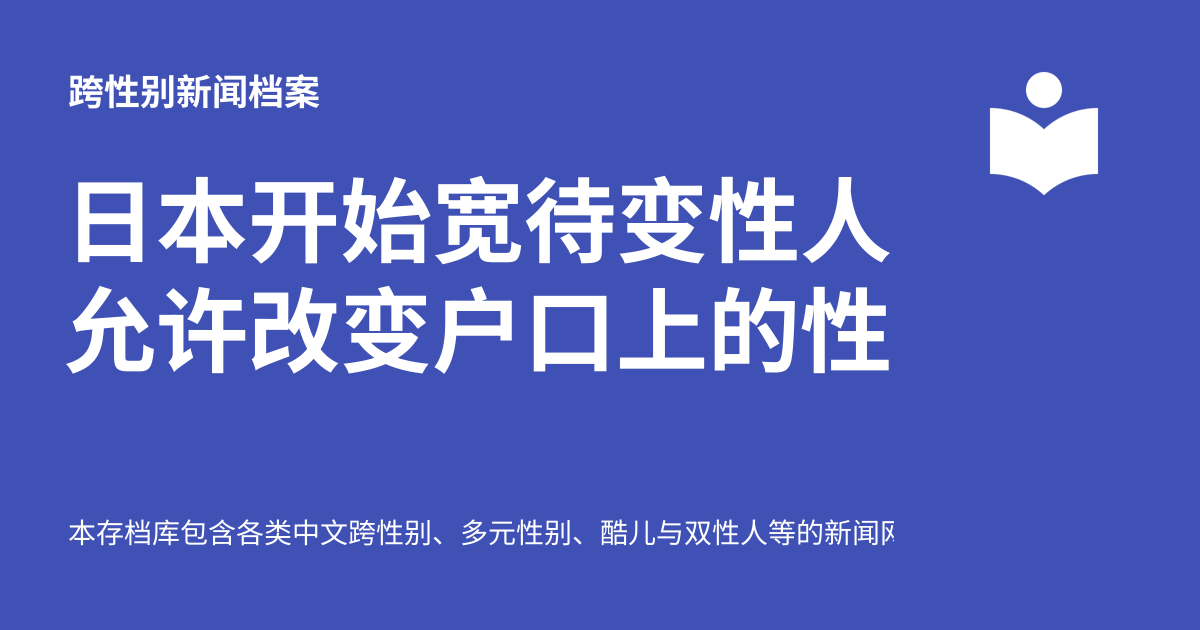 跨性别新闻档案
日本开始宽待变性人
允许改变户口上的性
本存档库包含各类中文跨性别、多元性别、酷儿与双性人等的新闻